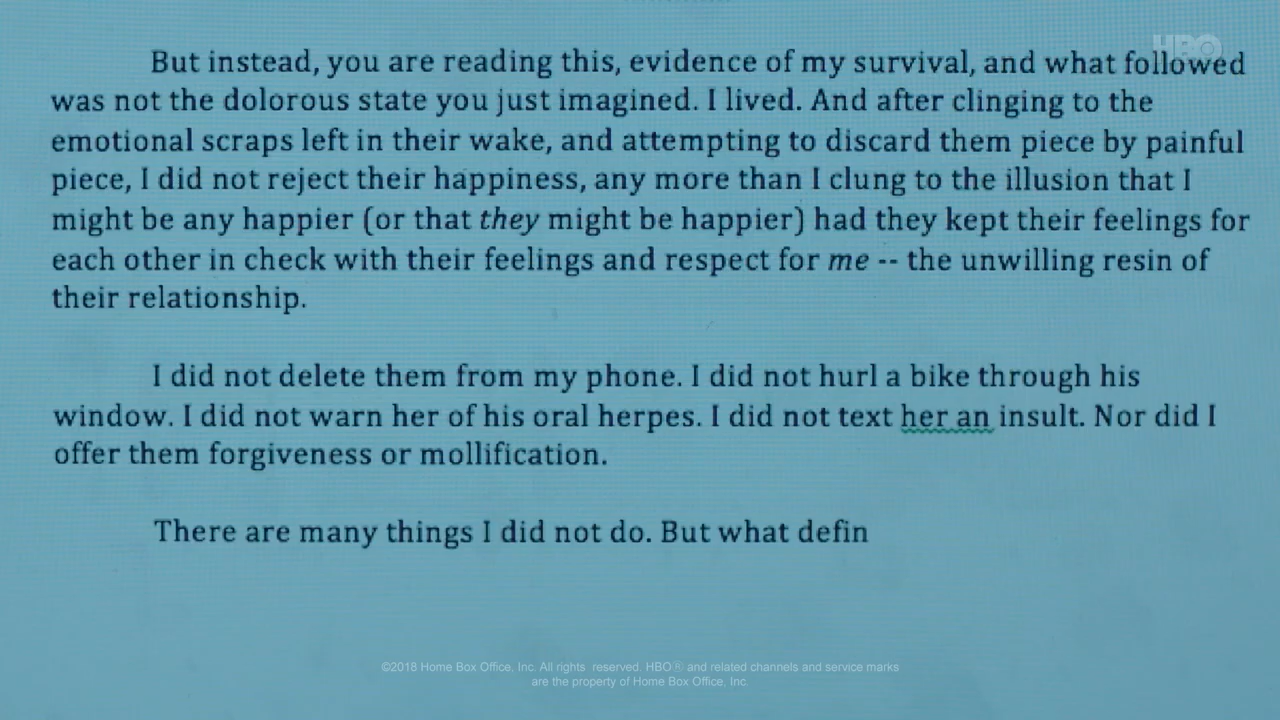 HBO
But instead, you are reading this, evidence of my survival, and what followed
was not the dolorous state you just imagined. I lived. And after clinging to the
emotional scraps left in their wake, and attempting to discard them piece by painful
piece, I did not reject their happiness, any more than I clung to the illusion that I
might be any happier (or that they might be happier) had they kept their feelings for
each other in check with their feelings and respect for me -- the unwilling resin of
their relationship.
I did not delete them from my phone. I did not hurl a bike through his
window. I did not warn her of his oral herpes. I did not text her an insult. Nor did I
offer them forgiveness or mollification.
There are many things I did not do. But what defin
©2018 Home Box Office, Inc. All rights reserved. HBO® and related channels and service marks
are the property of Home Box Office, Inc.